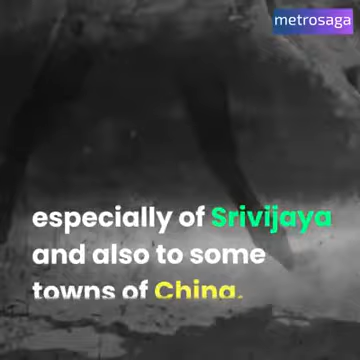 metrosaga
especially of Srivijaya
and also to some
towns of China.